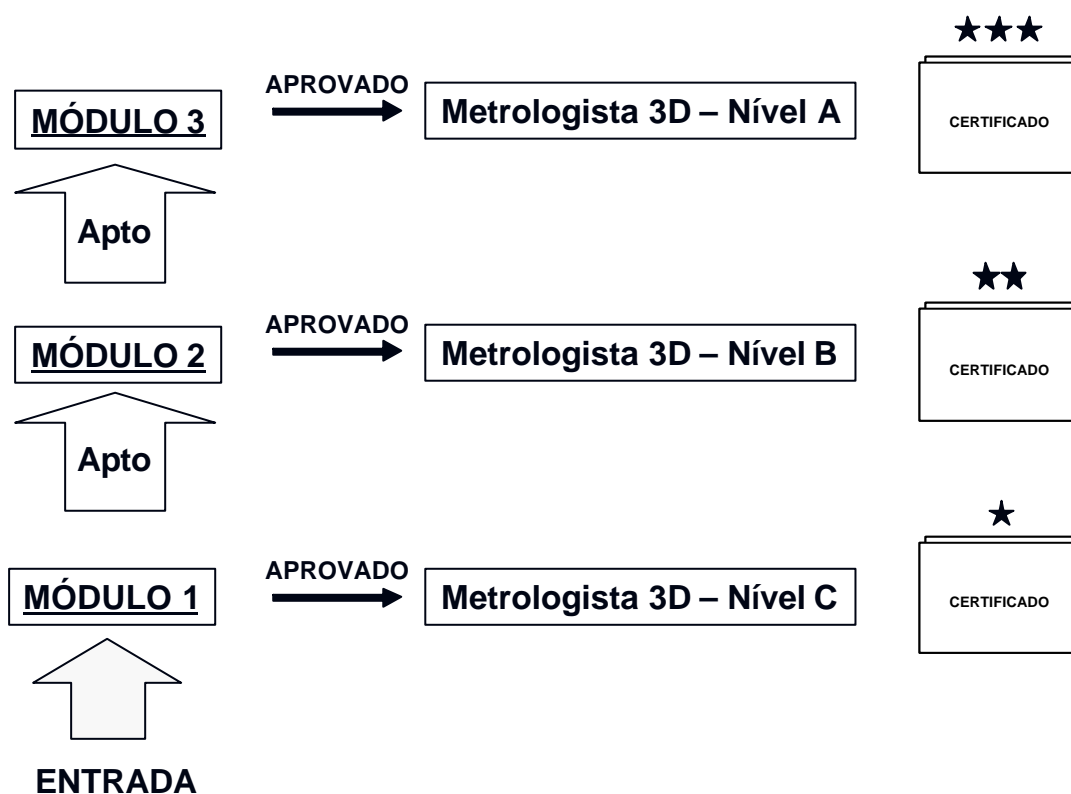 APROVADO
MÓDULO 3
Metrologista 3D – Nível A
CERTIFICADO
Apto
APROVADO
MÓDULO 2
Metrologista 3D – Nível B
CERTIFICADO
Apto
APROVADO
MÓDULO 1
Metrologista 3D – Nível C
CERTIFICADO
ENTRADA